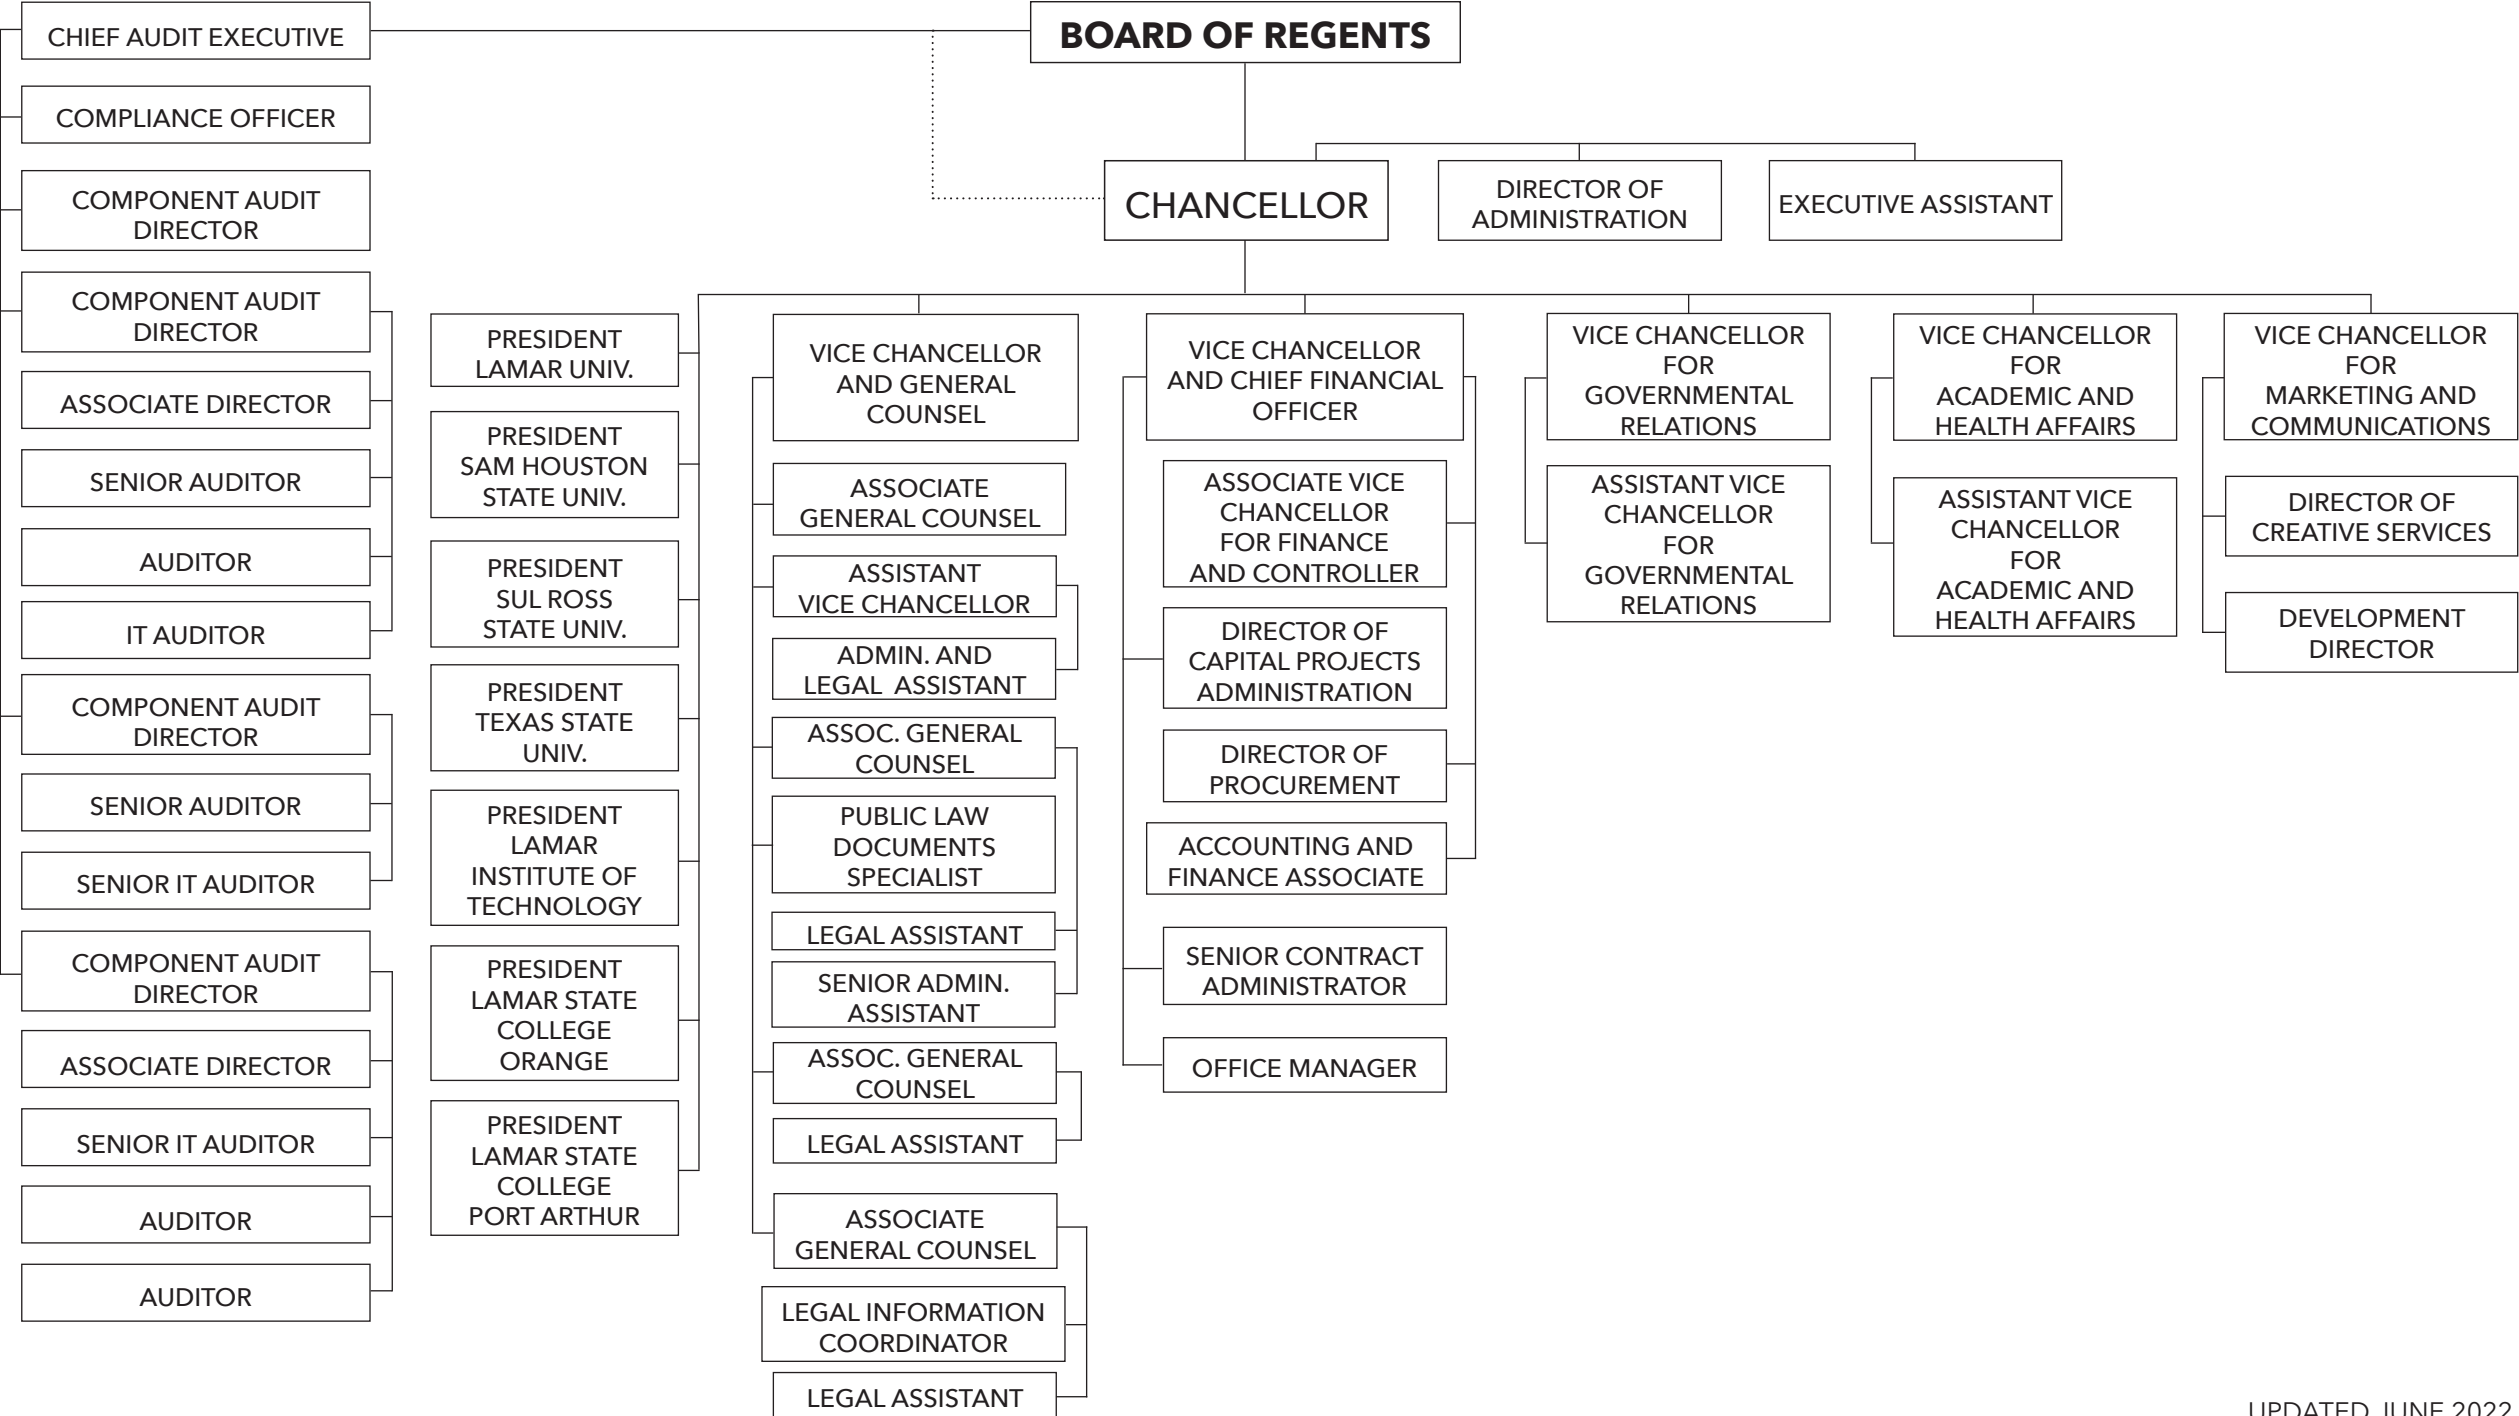 CHIEF AUDIT EXECUTIVE
COMPLIANCE OFFICER
COMPONENT AUDIT
DIRECTOR
COMPONENT AUDIT
DIRECTOR
ASSOCIATE DIRECTOR
SENIOR AUDITOR
AUDITOR
IT AUDITOR
COMPONENT AUDIT
DIRECTOR
SENIOR AUDITOR
SENIOR IT AUDITOR
COMPONENT AUDIT
DIRECTOR
ASSOCIATE DIRECTOR
SENIOR IT AUDITOR
AUDITOR
AUDITOR
BOARD OF REGENTS
CHANCELLOR
DIRECTOR OF
ADMINISTRATION
EXECUTIVE ASSISTANT
PRESIDENT
LAMAR UNIV.
PRESIDENT
SAM HOUSTON
STATE UNIV.
PRESIDENT
SUL ROSS
STATE UNIV.
PRESIDENT
TEXAS STATE
UNIV.
PRESIDENT
LAMAR
INSTITUTE OF
TECHNOLOGY
PRESIDENT
LAMAR STATE
COLLEGE
ORANGE
PRESIDENT
LAMAR STATE
COLLEGE
PORT ARTHUR
VICE CHANCELLOR
AND GENERAL
COUNSEL
ASSOCIATE
GENERAL COUNSEL
ASSISTANT
VICE CHANCELLOR
ADMIN. AND
LEGAL  ASSISTANT
ASSOC. GENERAL
COUNSEL
PUBLIC LAW
DOCUMENTS
SPECIALIST
LEGAL ASSISTANT
SENIOR ADMIN.
ASSISTANT
ASSOC. GENERAL
COUNSEL
LEGAL ASSISTANT
ASSOCIATE
GENERAL COUNSEL
LEGAL INFORMATION
COORDINATOR
LEGAL ASSISTANT
VICE CHANCELLOR
AND CHIEF FINANCIAL
OFFICER
ASSOCIATE VICE
CHANCELLOR
FOR FINANCE
AND CONTROLLER
DIRECTOR OF
CAPITAL PROJECTS
ADMINISTRATION
DIRECTOR OF
PROCUREMENT
ACCOUNTING AND
FINANCE ASSOCIATE
SENIOR CONTRACT
ADMINISTRATOR
OFFICE MANAGER
VICE CHANCELLOR
FOR
GOVERNMENTAL
RELATIONS
ASSISTANT VICE
CHANCELLOR
FOR
GOVERNMENTAL
RELATIONS
VICE CHANCELLOR
FOR
ACADEMIC AND
HEALTH AFFAIRS
ASSISTANT VICE
CHANCELLOR
FOR
ACADEMIC AND
HEALTH AFFAIRS
VICE CHANCELLOR
FOR
MARKETING AND
COMMUNICATIONS
DIRECTOR OF
CREATIVE SERVICES
DEVELOPMENT
DIRECTOR
UPDATED JUNE 2022